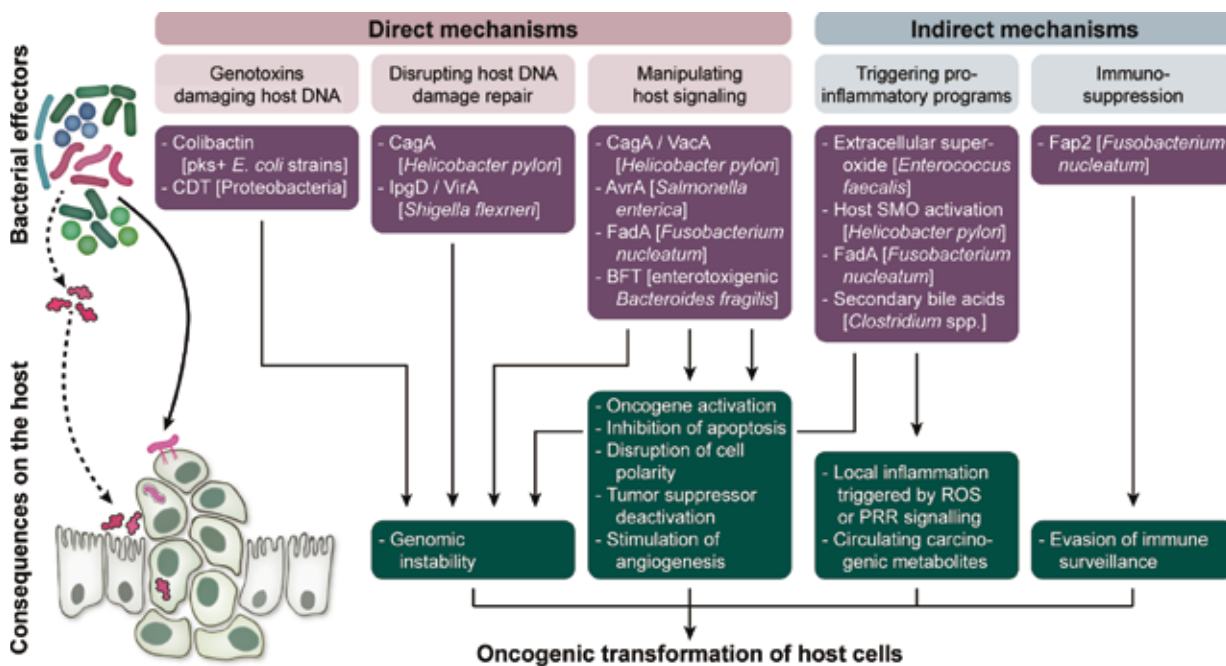 Direct mechanisms
Indirect mechanisms
Bacterial effectors
Genotoxins
damaging host DNA
Disrupting host DNA
damage repair
Manipulating
host signaling
Triggering pro-
inflammatory programs
Immuno-
suppression
- Colibactin
[pks+ E. coli strains]
- CDT [Proteobacteria]
- CagA
[Helicobacter pylori]
- IpgD / VirA
[Shigella flexneri]
- CagA / VacA
[Helicobacter pylori]
- AvrA [Salmonella
enterica]
- FadA [Fusobacterium
nucleatum]
- BFT [enterotoxigenic
Bacteroides fragilis]
- Extracellular super-
oxide [Enterococcus
faecalis]
- Host SMO activation
[Helicobacter pylori]
- FadA [Fusobacterium
nucleatum]
- Secondary bile acids
[Clostridium spp.]
- Fap2 [Fusobacterium
nucleatum]
Consequences on the host
- Genomic
instability
- Oncogene activation
- Inhibition of apoptosis
- Disruption of cell
polarity
- Tumor suppressor
deactivation
- Stimulation of
angiogenesis
- Local inflammation
triggered by ROS
or PRR signalling
- Circulating carcino-
genic metabolites
- Evasion of immune
surveillance
Oncogenic transformation of host cells